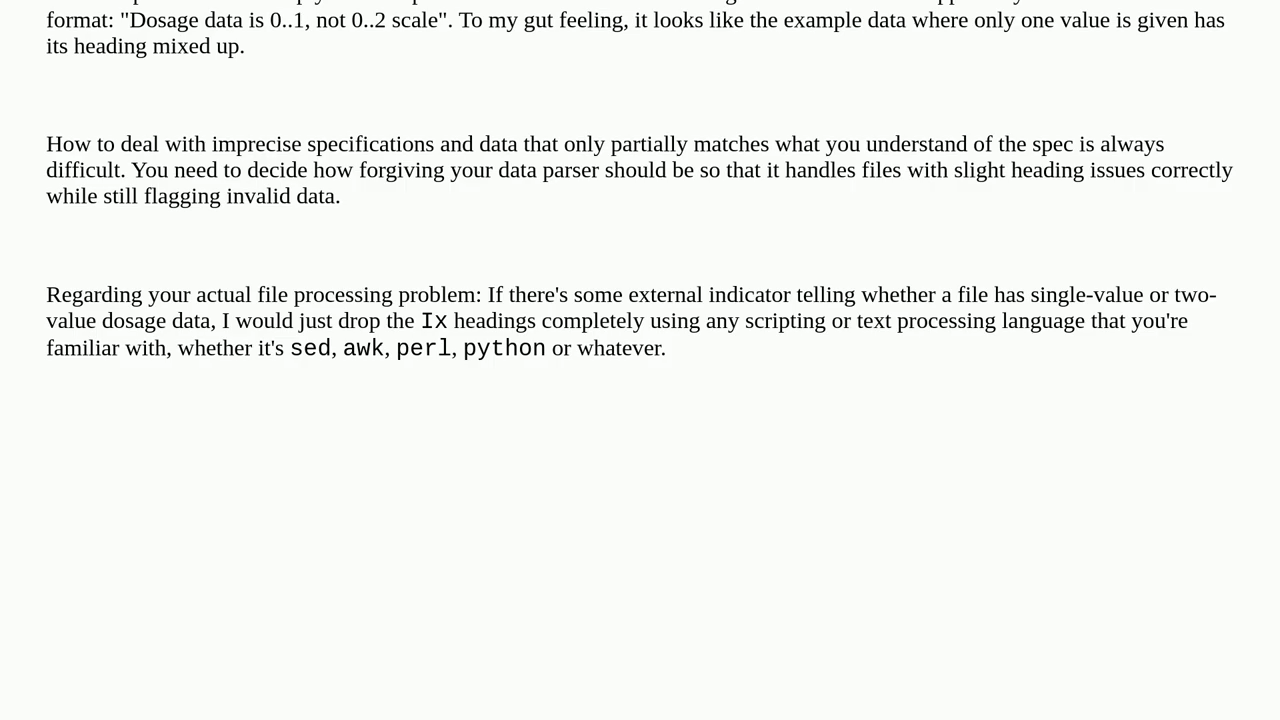 format: "Dosage data is 0..1, not 0..2 scale". To my gut feeling, it looks like the example data where only one value is given has
its heading mixed up.
How to deal with imprecise specifications and data that only partially matches what you understand of the spec is always
difficult. You need to decide how forgiving your data parser should be so that it handles files with slight heading issues correctly
while still flagging invalid data.
Regarding your actual file processing problem: If there's some external indicator telling whether a file has single-value or two-
value dosage data, I would just drop the Ix headings completely using any scripting or text processing language that you're
familiar with, whether it's sed, awk, perl, python or whatever.